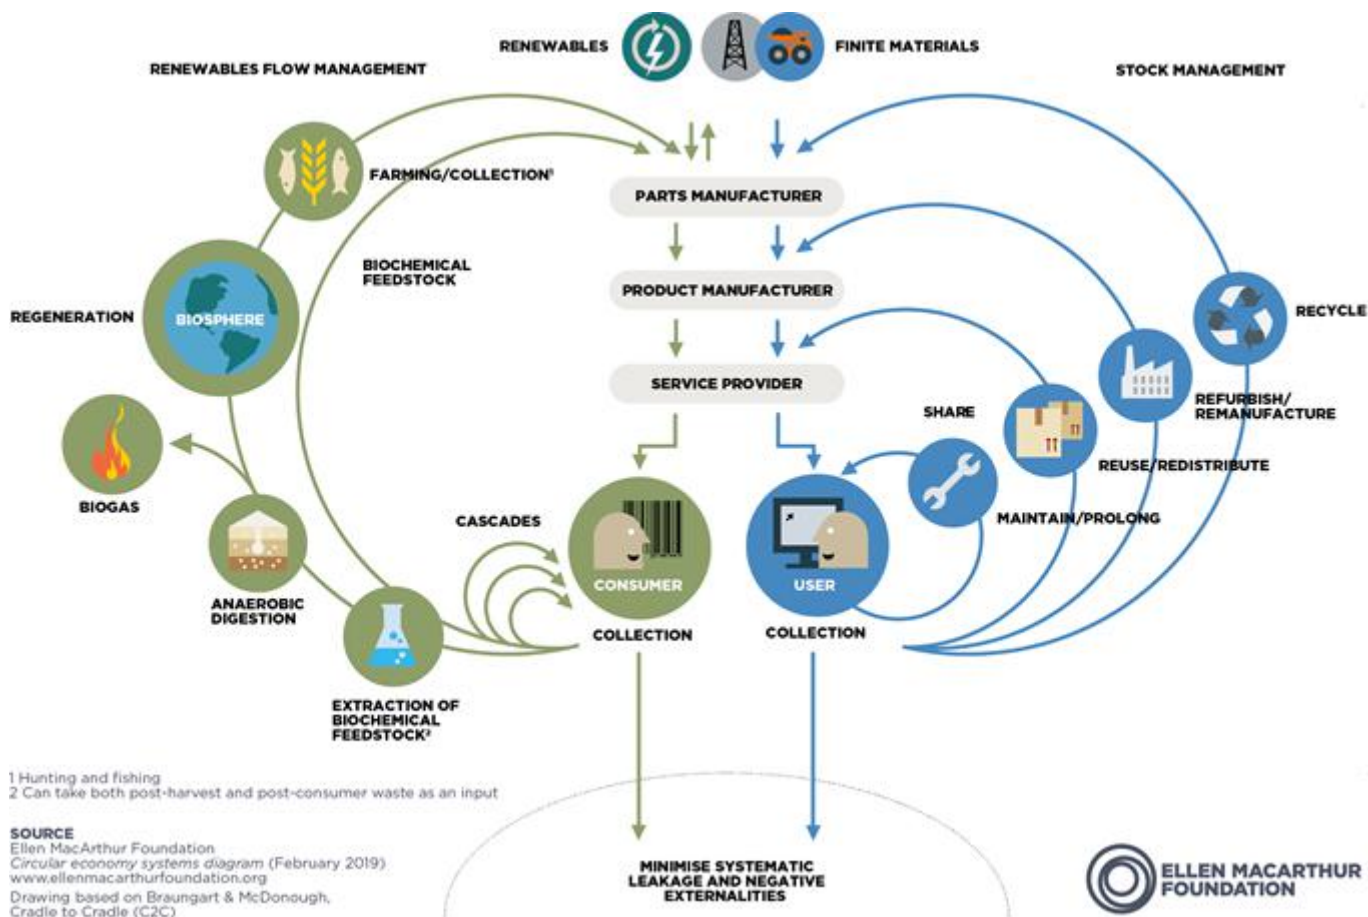 RENEWABLES
FINITE MATERIALS
RENEWABLES FLOW MANAGEMENT
STOCK MANAGEMENT
FARMING/COLLECTION¹
PARTS MANUFACTURER
BIOCHEMICAL
FEEDSTOCK
PRODUCT MANUFACTURER
REGENERATION
BIOSPHERE
RECYCLE
SERVICE PROVIDER
SHARE
REFURBISH/
REMANUFACTURE
REUSE/REDISTRIBUTE
BIOGAS
CASCADES
MAINTAIN/PROLONG
CONSUMER
USER
ANAEROBIC
DIGESTION
COLLECTION
COLLECTION
EXTRACTION OF
BIOCHEMICAL
FEEDSTOCK²
1 Hunting and fishing
2 Can take both post-harvest and post-consumer waste as an input
SOURCE
Ellen MacArthur Foundation
Circular economy systems diagram (February 2019)
www.ellenmacarthurfoundation.org
Drawing based on Braungart & McDonough,
Cradle to Cradle (C2C)
MINIMISE SYSTEMATIC
LEAKAGE AND NEGATIVE
EXTERNALITIES
ELLEN MACARTHUR
FOUNDATION